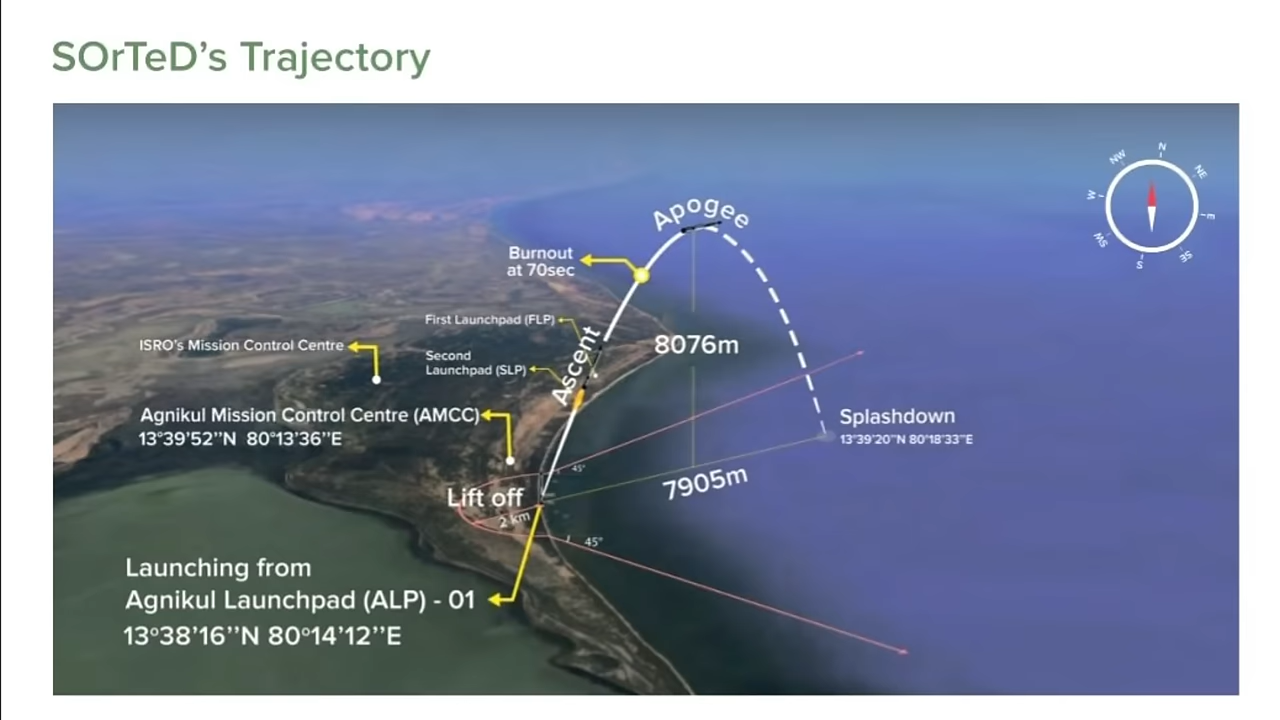 SOrTeD’s Trajectory
N
NE
E
SE
S
SW
W
NW
Apogee
Burnout
at 70sec
First Launchpad (FLP)
Ascent
8076m
ISRO’s Mission Control Centre
Second
Launchpad (SLP)
Agnikul Mission Control Centre (AMCC)
13°39’52’’N 80°13’36’’E
Splashdown
13°39’20’’N 80°18’33’’E
45°
7905m
Lift off
2 km
45°
Launching from
Agnikul Launchpad (ALP) - 01
13°38’16’’N 80°14’12’’E